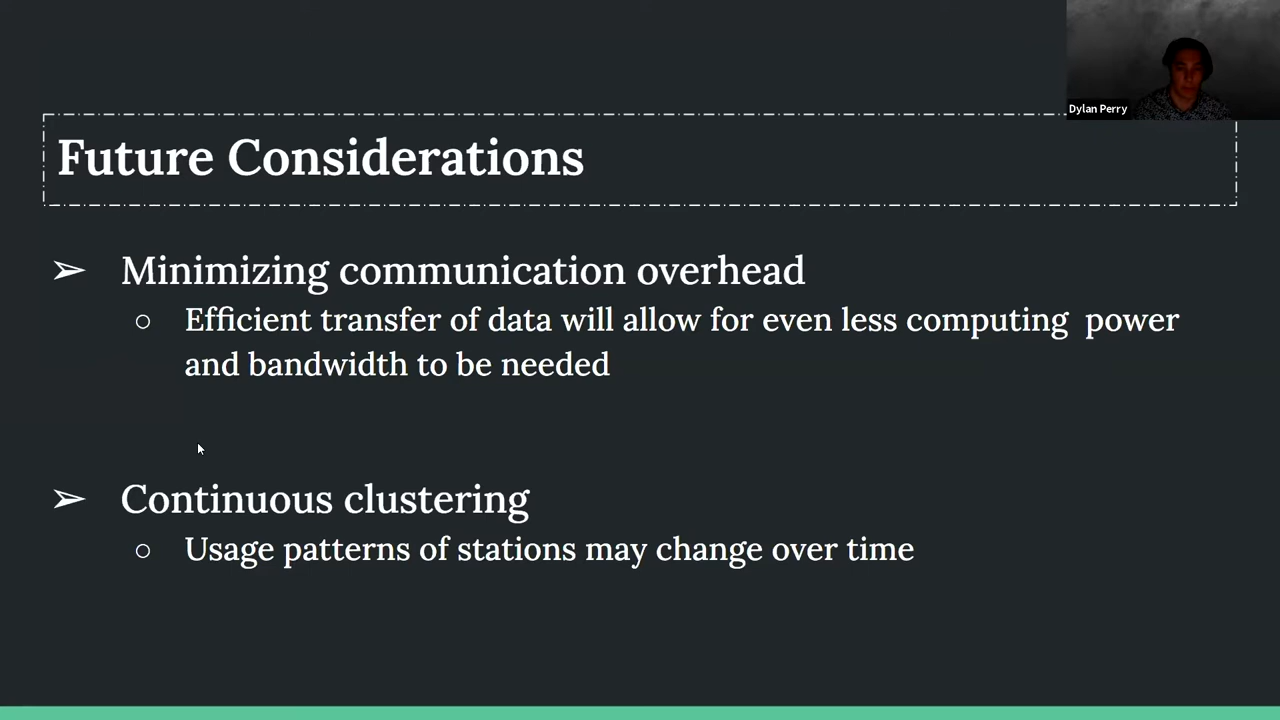 Dylan Perry
Future Considerations
➢ Minimizing communication overhead
○ Efficient transfer of data will allow for even less computing power
and bandwidth to be needed
➢ Continuous clustering
○ Usage patterns of stations may change over time